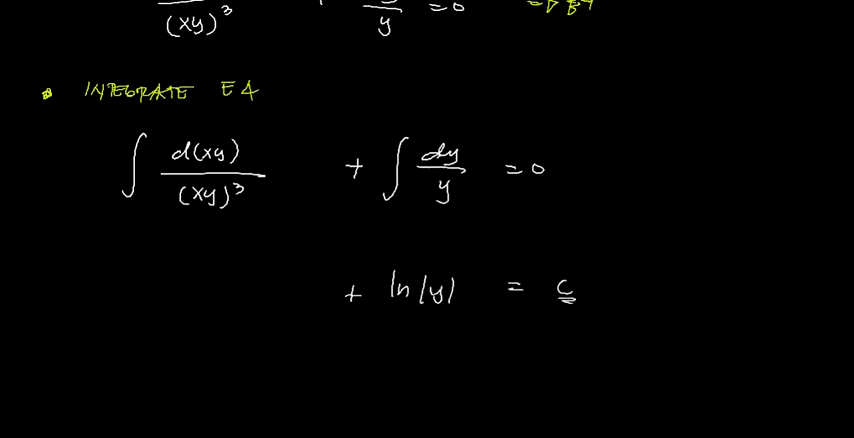 (xy)³ y = 0
• INTEGRATE E4
∫ d(xy)/(xy)³ + ∫ dy/y = 0
+ ln|y| = C